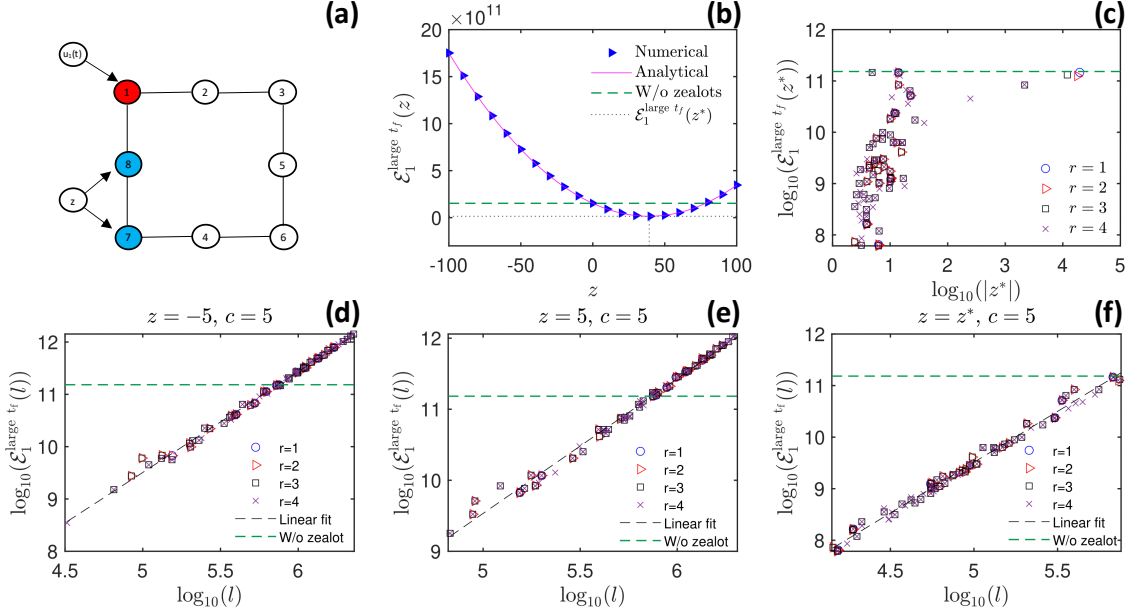 (a)
u₁(t)
1
2
3
8
5
z
7
4
6
(b)
×10¹¹
20
15
10
5
0
-100
-50
0
50
100
ℰ₁^{large t_f}(z)
z
Numerical
Analytical
W/o zealots
ℰ₁^{large t_f}(z*)
(c)
12
11
10
9
8
0
1
2
3
4
5
log₁₀(ℰ₁^{large t_f}(z*))
log₁₀(|z*|)
r = 1
r = 2
r = 3
r = 4
(d)
z = −5, c = 5
12
11
10
9
8
4.5
5
5.5
6
log₁₀(ℰ₁^{large t_f}(l))
log₁₀(l)
r=1
r=2
r=3
r=4
Linear fit
W/o zealot
(e)
z = 5, c = 5
12
11
10
9
5
5.5
6
log₁₀(ℰ₁^{large t_f}(l))
log₁₀(l)
r=1
r=2
r=3
r=4
Linear fit
W/o zealot
(f)
z = z*, c = 5
12
11
10
9
8
4.5
5
5.5
log₁₀(ℰ₁^{large t_f}(l))
log₁₀(l)
r=1
r=2
r=3
r=4
Linear fit
W/o zealot